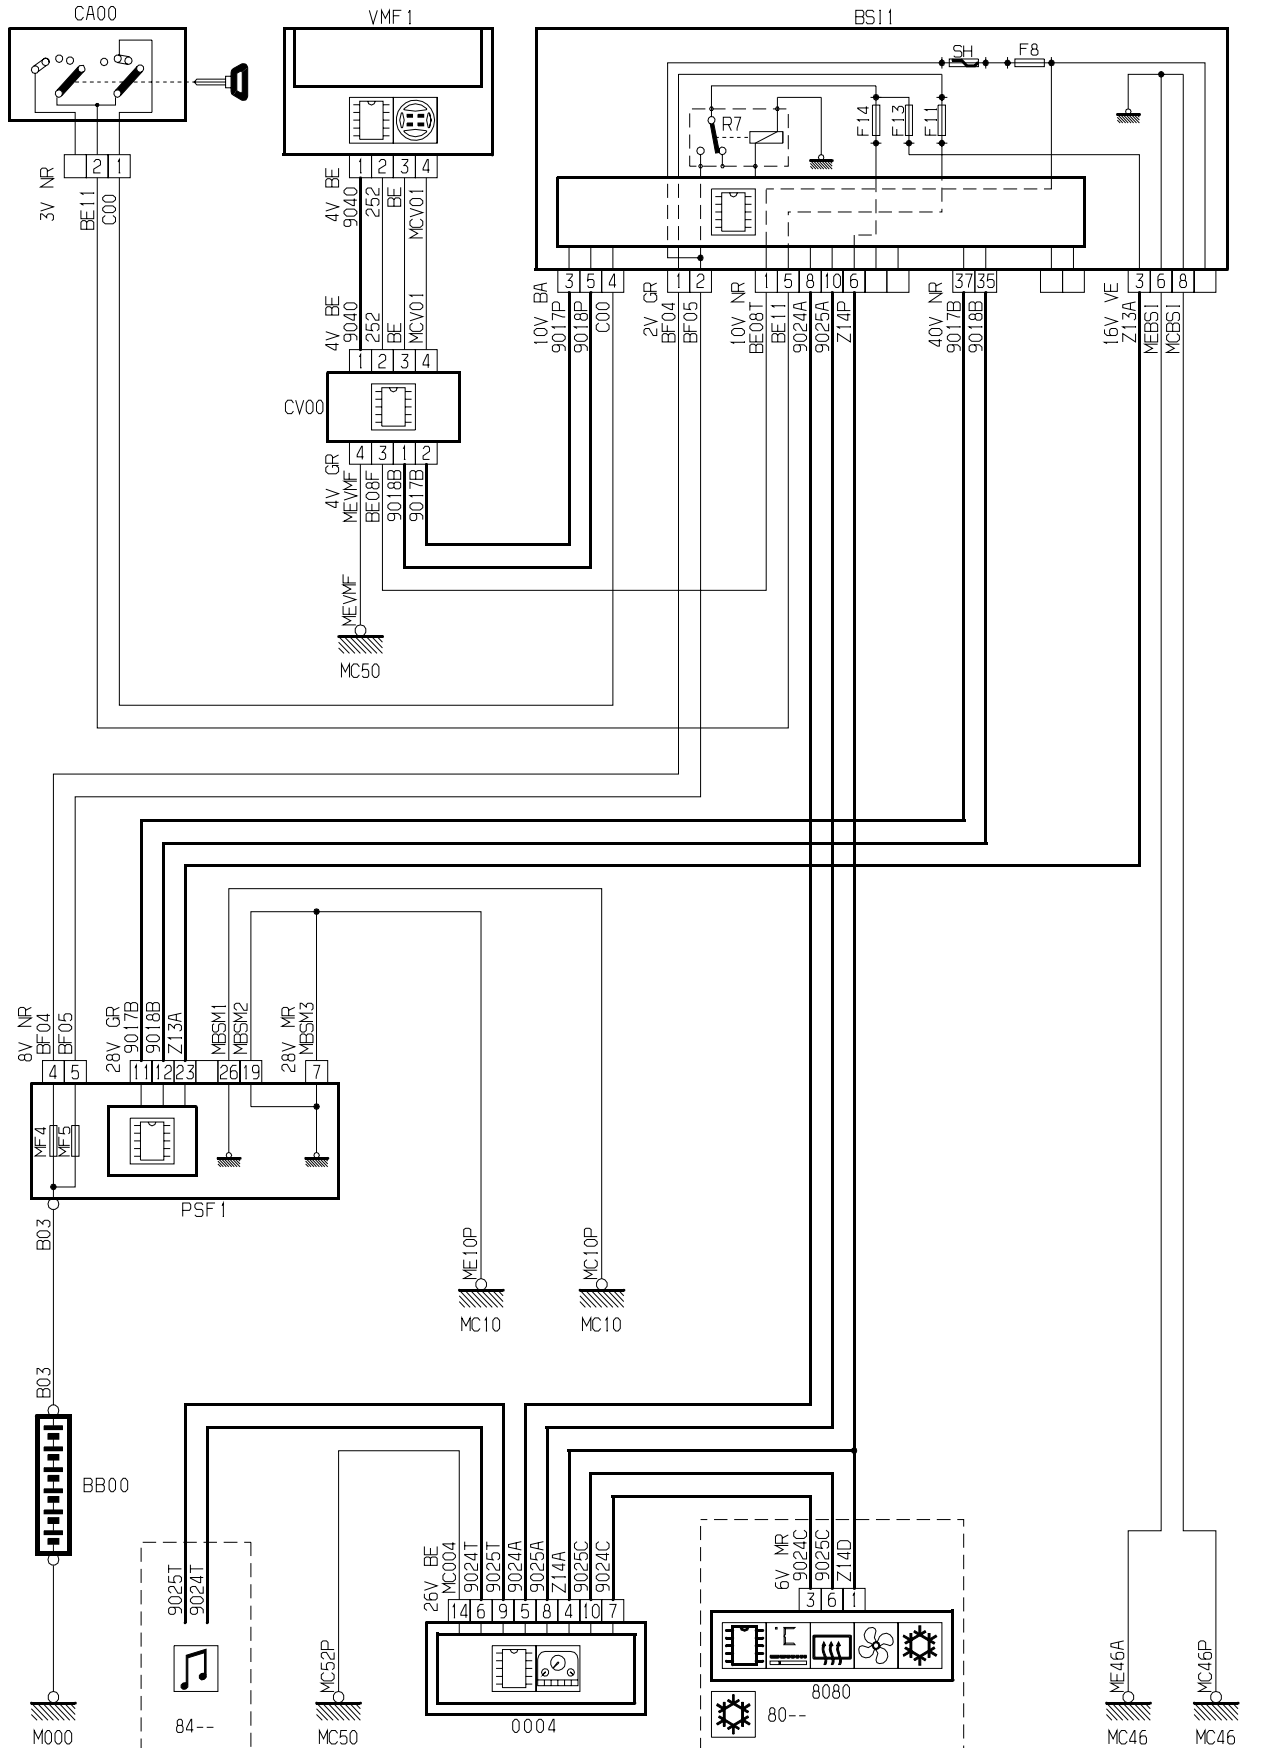 CA00
VMF1
BSI1
SH
F8
R7
F14
F13
F11
2 1
3V NR
BE11
C00
1 2 3 4
4V BE
9040
252
BE
MCV01
4V BE
9040
252
BE
MCV01
1 2 3 4
CV00
4 3 1 2
4V GR
MEVMF
BE08F
9018B
9017B
MEVMF
MC50
3 5 4
10V BA
9017P
9018P
C00
1 2
2V GR
BF04
BF05
1 5 8 10 6
10V NR
BE08T
BE11
9024A
9025A
Z14P
37 35
40V NR
9017B
9018B
3 6 8
16V VE
Z13A
MEBSI
MCBSI
8V NR
BF04
BF05
28V GR
9017B
9018B
Z13A
MBSM1
MBSM2
28V MR
MBSM3
4 5 11 12 23 26 19 7
MF4
MF5
PSF1
B03
ME10P
MC10P
MC10
MC10
B03
BB00
M000
9025T
9024T
84--
MC52P
MC50
26V BE
MC004
9024T
9025T
9024A
9025A
Z14A
9025C
9024C
14 6 9 5 8 4 10 7
0004
6V MR
9024C
9025C
Z14D
3 6 1
°C
8080
80--
ME46A
MC46P
MC46
MC46